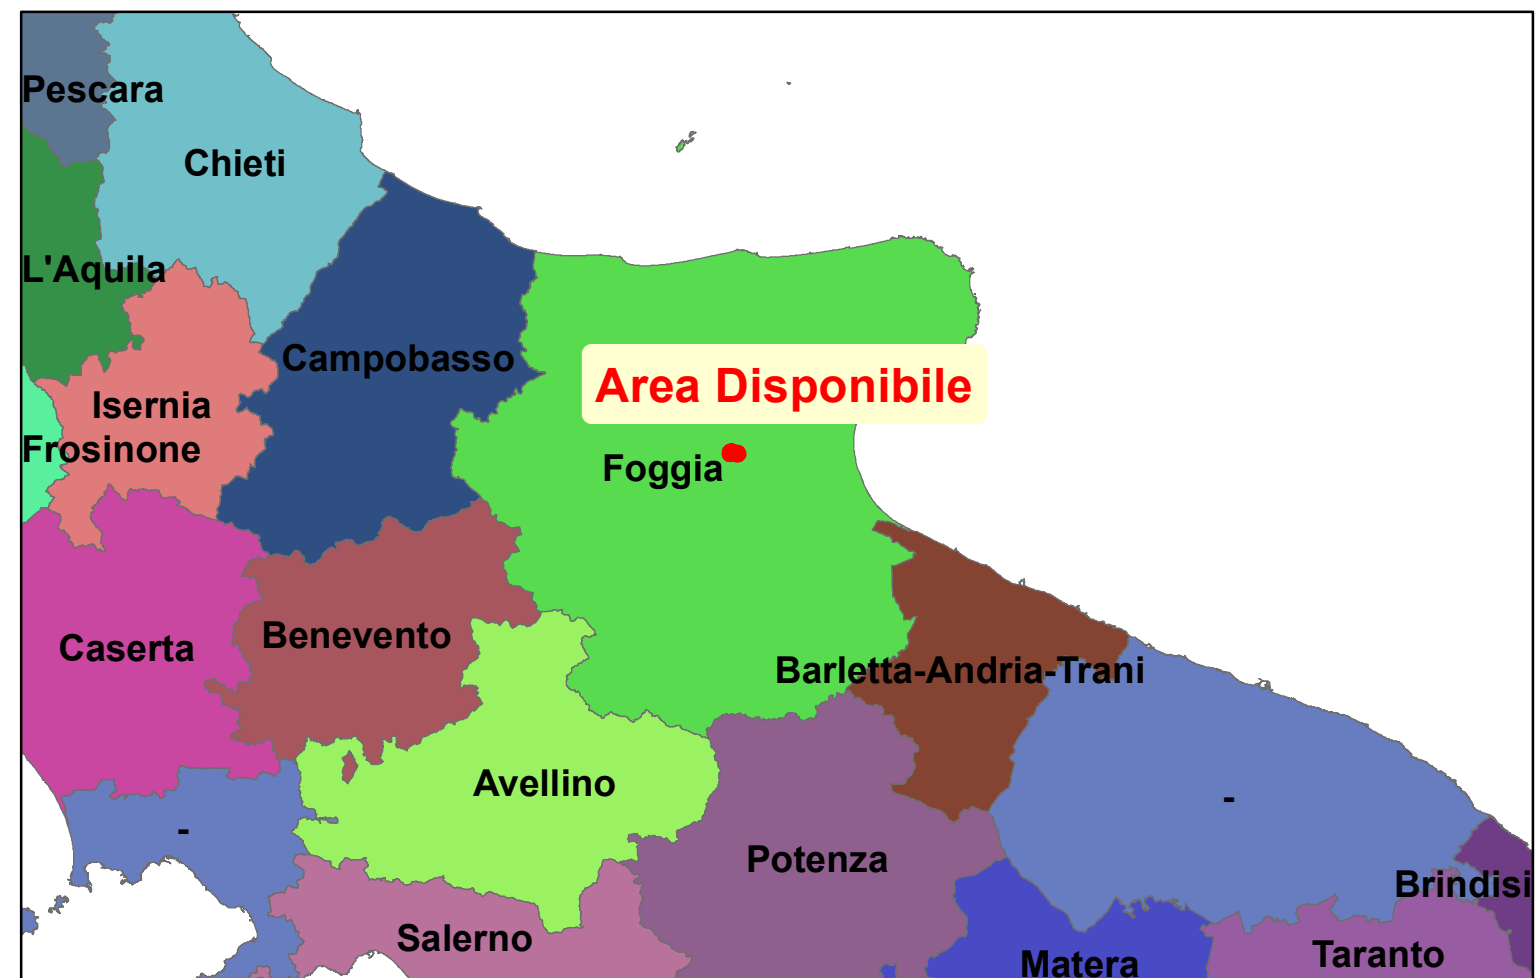 Pescara
Chieti
L'Aquila
Campobasso
Area Disponibile
Isernia
Frosinone
Foggia
Benevento
Caserta
Barletta-Andria-Trani
Avellino
-
-
Potenza
Brindisi
Salerno
Taranto
Matera